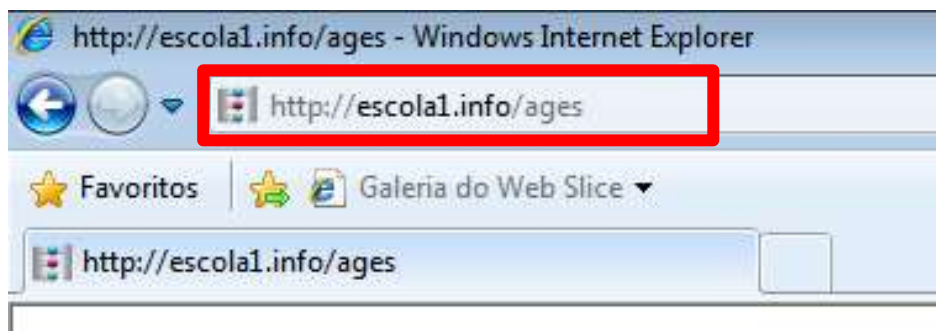 http://escola1.info/ages - Windows Internet Explorer
http://escola1.info/ages
Favoritos Galeria do Web Slice
http://escola1.info/ages